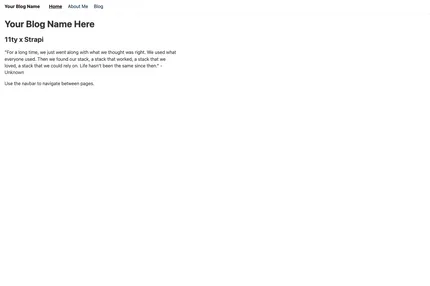 Your Blog Name Home About Me Blog
Your Blog Name Here
11ty x Strapi
"For a long time, we just went along with what we thought was right. We used what
everyone used. Then we found our stack, a stack that worked, a stack that we
loved, a stack that we could rely on. Life hasn't been the same since then." -
Unknown
Use the navbar to navigate between pages.